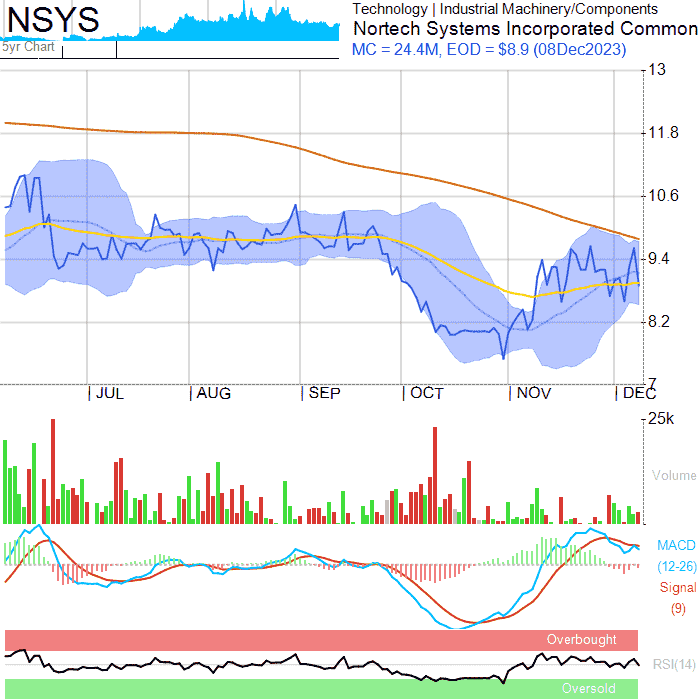 NSYS
5yr Chart
Technology | Industrial Machinery/Components
Nortech Systems Incorporated Common
MC = 24.4M, EOD = $8.9 (08Dec2023)
13
11.8
10.6
9.4
8.2
7
JUL AUG SEP OCT NOV DEC
25k
Volume
MACD
(12-26)
Signal
(9)
Overbought
RSI(14)
Oversold